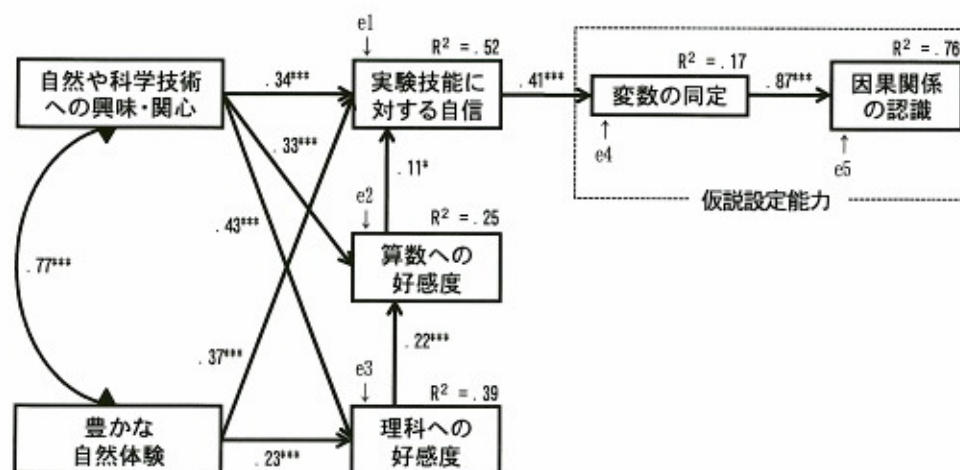 e1
R² = .52
R² = .76
自然や科学技術
への興味・関心
.34***
実験技能に
対する自信
.41***
R² = .17
変数の同定
.87***
因果関係
の認識
.33***
.11*
e4
e5
e2
仮説設定能力
.43***
R² = .25
算数への
好感度
.77***
.37***
.22***
e3
R² = .39
豊かな
自然体験
.23***
理科への
好感度